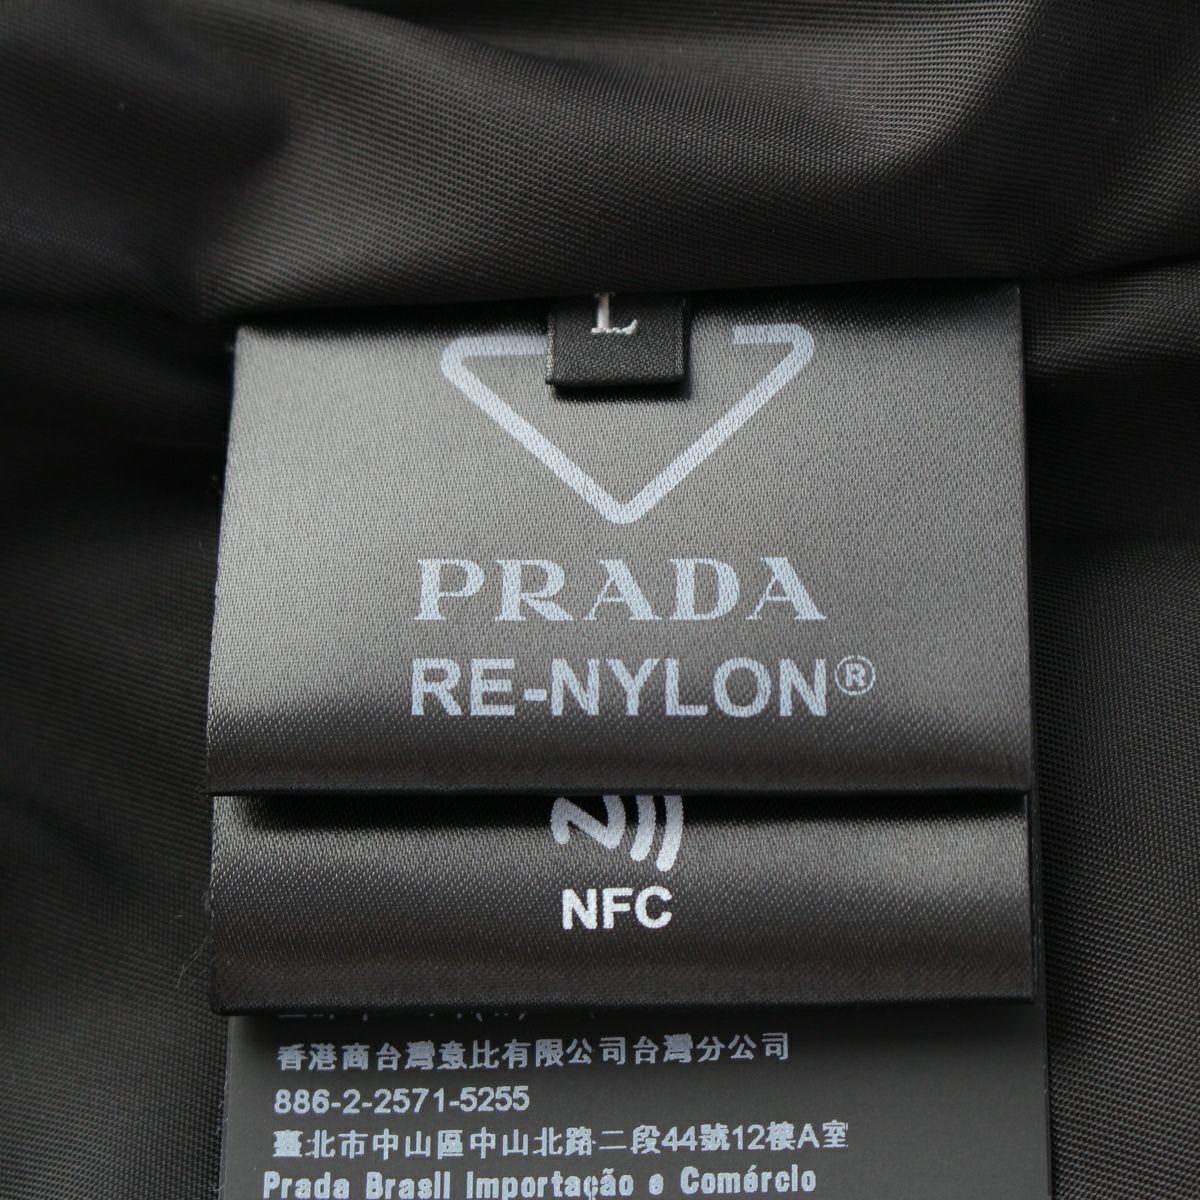 L
PRADA
RE-NYLON®
NFC
香港商台灣意比有限公司台灣分公司
886-2-2571-5255
臺北市中山區中山北路二段44號12樓A室
Prada Brasil Importação e Comércio